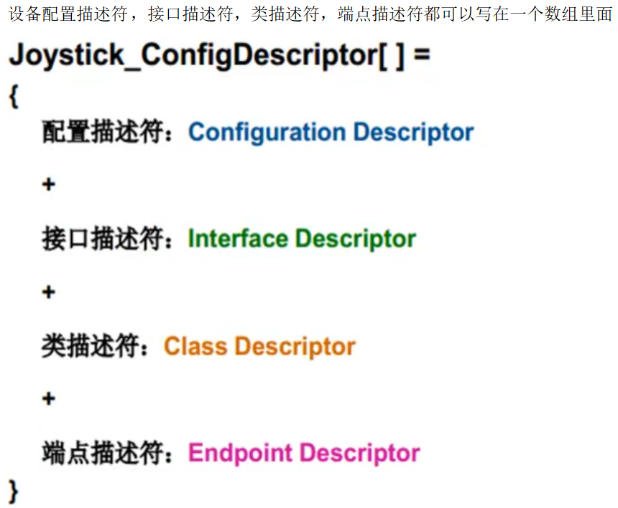 设备配置描述符，接口描述符，类描述符，端点描述符都可以写在一个数组里面
Joystick_ConfigDescriptor[ ] =
{
配置描述符：Configuration Descriptor
+
接口描述符：Interface Descriptor
+
类描述符：Class Descriptor
+
端点描述符：Endpoint Descriptor
}